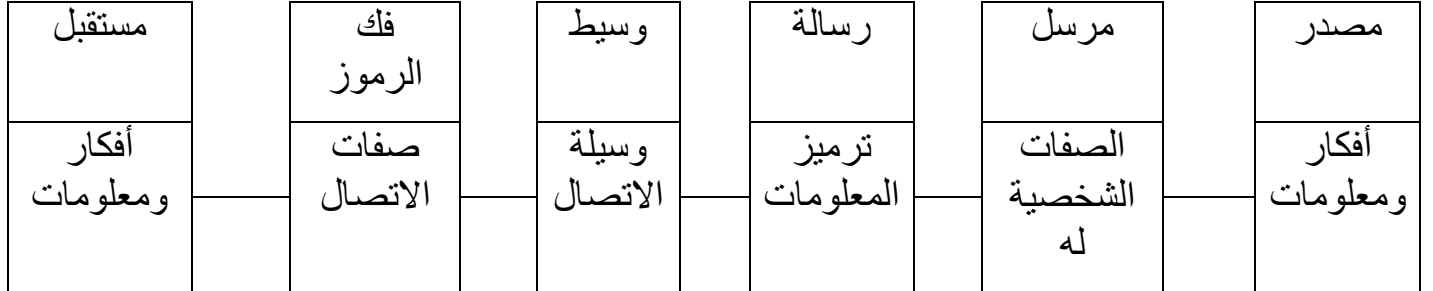 مصدر
أفكار
ومعلومات
مرسل
الصفات
الشخصية
له
رسالة
ترميز
المعلومات
وسيط
وسيلة
الاتصال
فك
الرموز
صفات
الاتصال
مستقبل
أفكار
ومعلومات